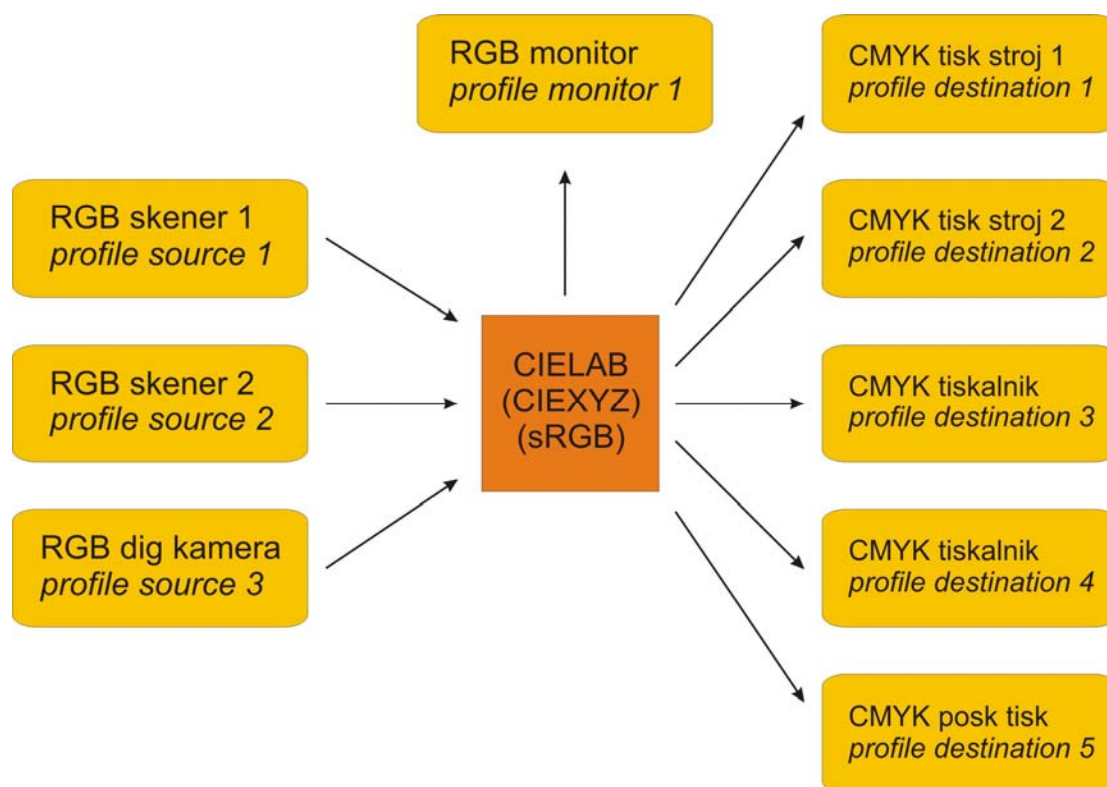 RGB monitor
profile monitor 1
CMYK tisk stroj 1
profile destination 1
RGB skener 1
profile source 1
CMYK tisk stroj 2
profile destination 2
RGB skener 2
profile source 2
CIELAB
(CIEXYZ)
(sRGB)
CMYK tiskalnik
profile destination 3
RGB dig kamera
profile source 3
CMYK tiskalnik
profile destination 4
CMYK posk tisk
profile destination 5